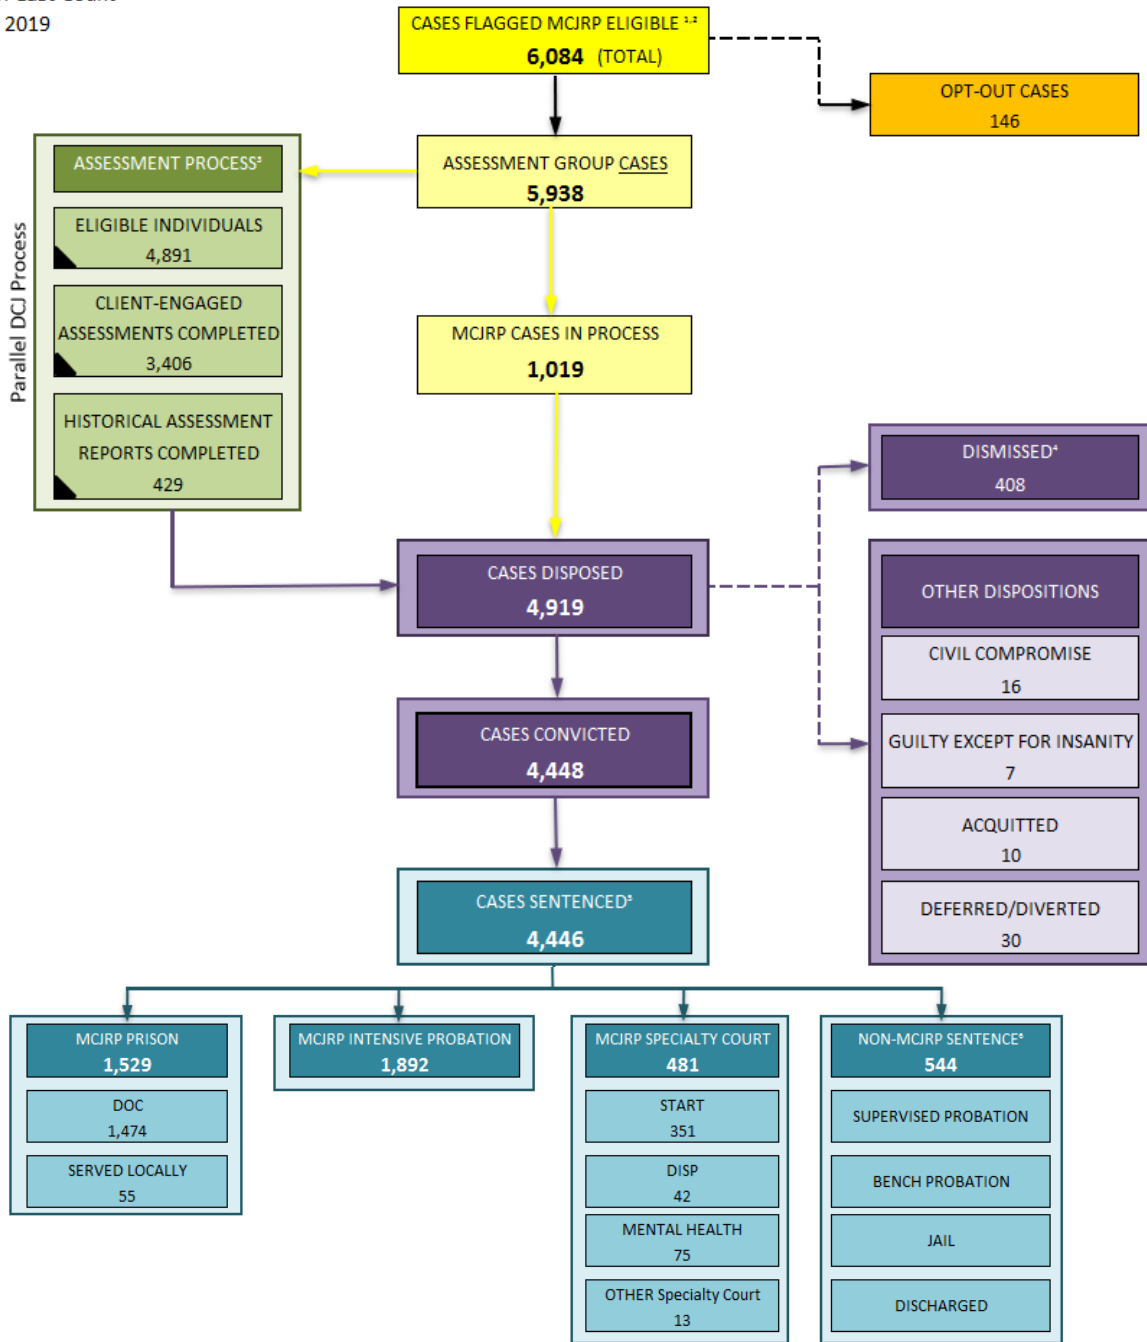 2019
CASES FLAGGED MCJRP ELIGIBLE ¹,²
6,084 (TOTAL)
OPT-OUT CASES
146
ASSESSMENT GROUP CASES
5,938
Parallel DCJ Process
ASSESSMENT PROCESS³
ELIGIBLE INDIVIDUALS
4,891
CLIENT-ENGAGED
ASSESSMENTS COMPLETED
3,406
HISTORICAL ASSESSMENT
REPORTS COMPLETED
429
MCJRP CASES IN PROCESS
1,019
DISMISSED⁴
408
CASES DISPOSED
4,919
OTHER DISPOSITIONS
CIVIL COMPROMISE
16
GUILTY EXCEPT FOR INSANITY
7
ACQUITTED
10
DEFERRED/DIVERTED
30
CASES CONVICTED
4,448
CASES SENTENCED⁵
4,446
MCJRP PRISON
1,529
DOC
1,474
SERVED LOCALLY
55
MCJRP INTENSIVE PROBATION
1,892
MCJRP SPECIALTY COURT
481
START
351
DISP
42
MENTAL HEALTH
75
OTHER Specialty Court
13
NON-MCJRP SENTENCE⁶
544
SUPERVISED PROBATION
BENCH PROBATION
JAIL
DISCHARGED